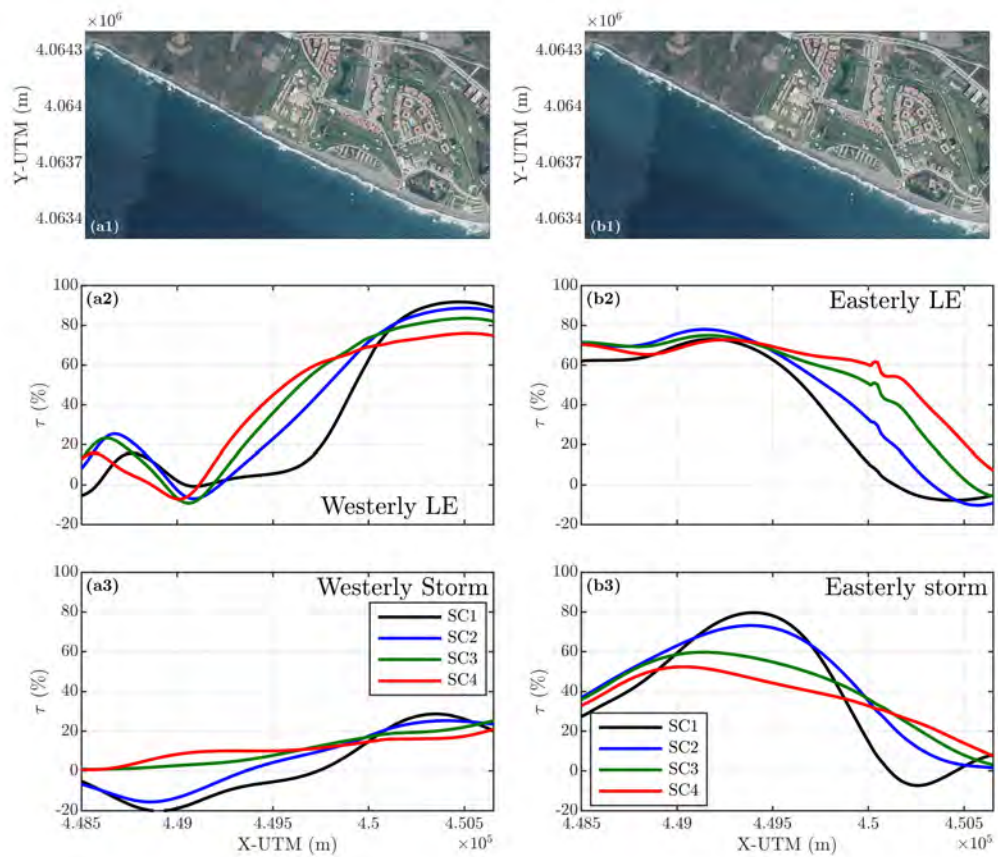 ×10⁶
4.0643
4.064
4.0637
4.0634
Y-UTM (m)
(a1)
×10⁶
4.0643
4.064
4.0637
4.0634
Y-UTM (m)
(b1)
100
80
60
40
20
0
-20
τ (%)
(a2)
Westerly LE
100
80
60
40
20
0
-20
τ (%)
(b2)
Easterly LE
100
80
60
40
20
0
-20
τ (%)
(a3)
Westerly Storm
SC1
SC2
SC3
SC4
4.485
4.49
4.495
4.5
4.505
X-UTM (m)
×10⁵
100
80
60
40
20
0
-20
τ (%)
(b3)
Easterly storm
SC1
SC2
SC3
SC4
4.485
4.49
4.495
4.5
4.505
X-UTM (m)
×10⁵